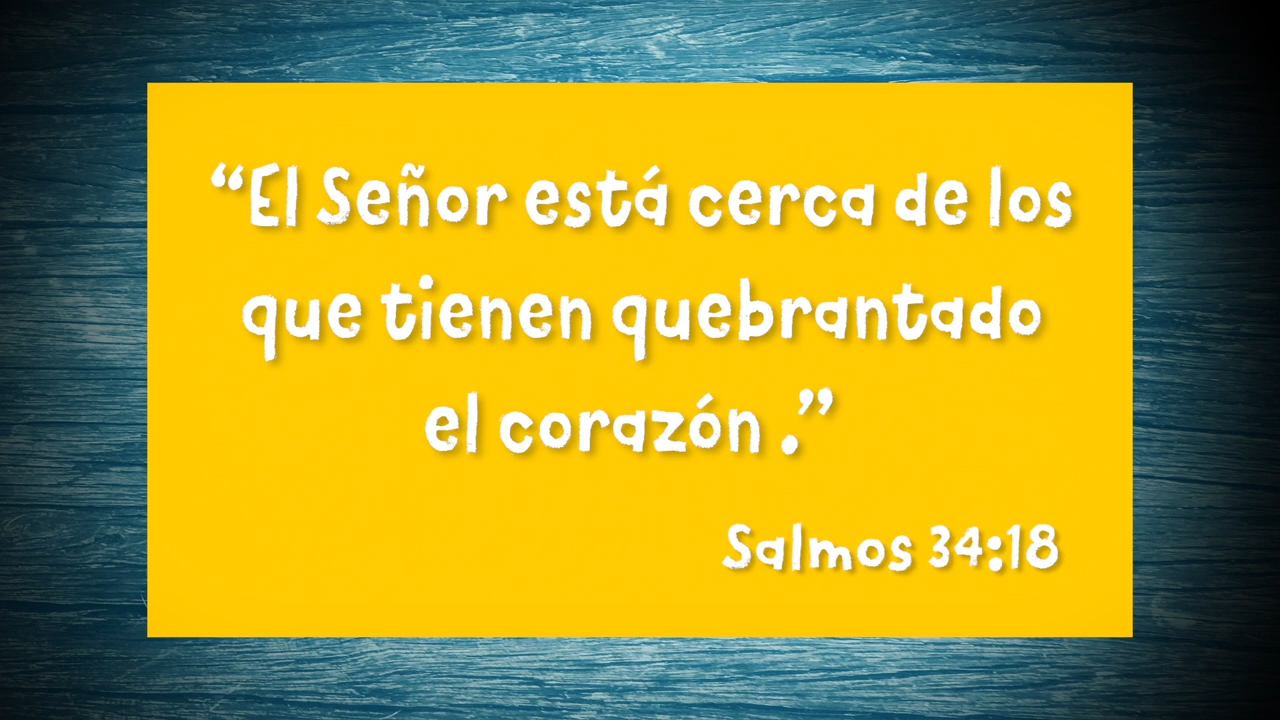 “El Señor está cerca de los
que tienen quebrantado
el corazón .”
Salmos 34:18